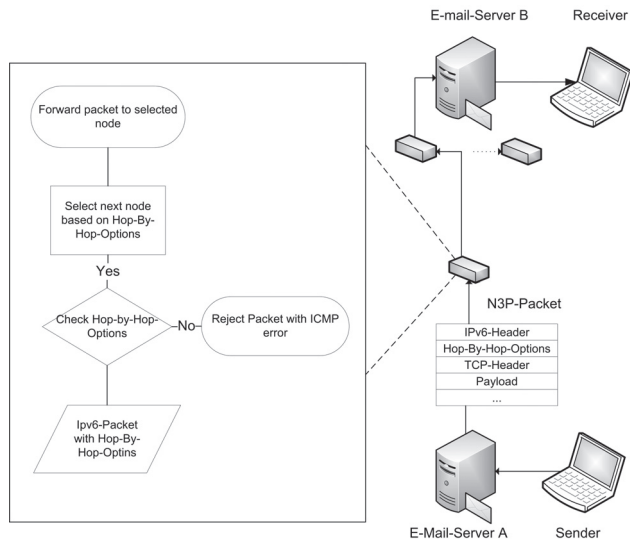 E-mail-Server B
Receiver
Forward packet to selected
node
Select next node
based on Hop-By-
Hop-Options
Yes
Check Hop-by-Hop-
Options
No
Reject Packet with ICMP
error
Ipv6-Packet
with Hop-By-
Hop-Optins
N3P-Packet
IPv6-Header
Hop-By-Hop-Options
TCP-Header
Payload
...
E-Mail-Server A
Sender